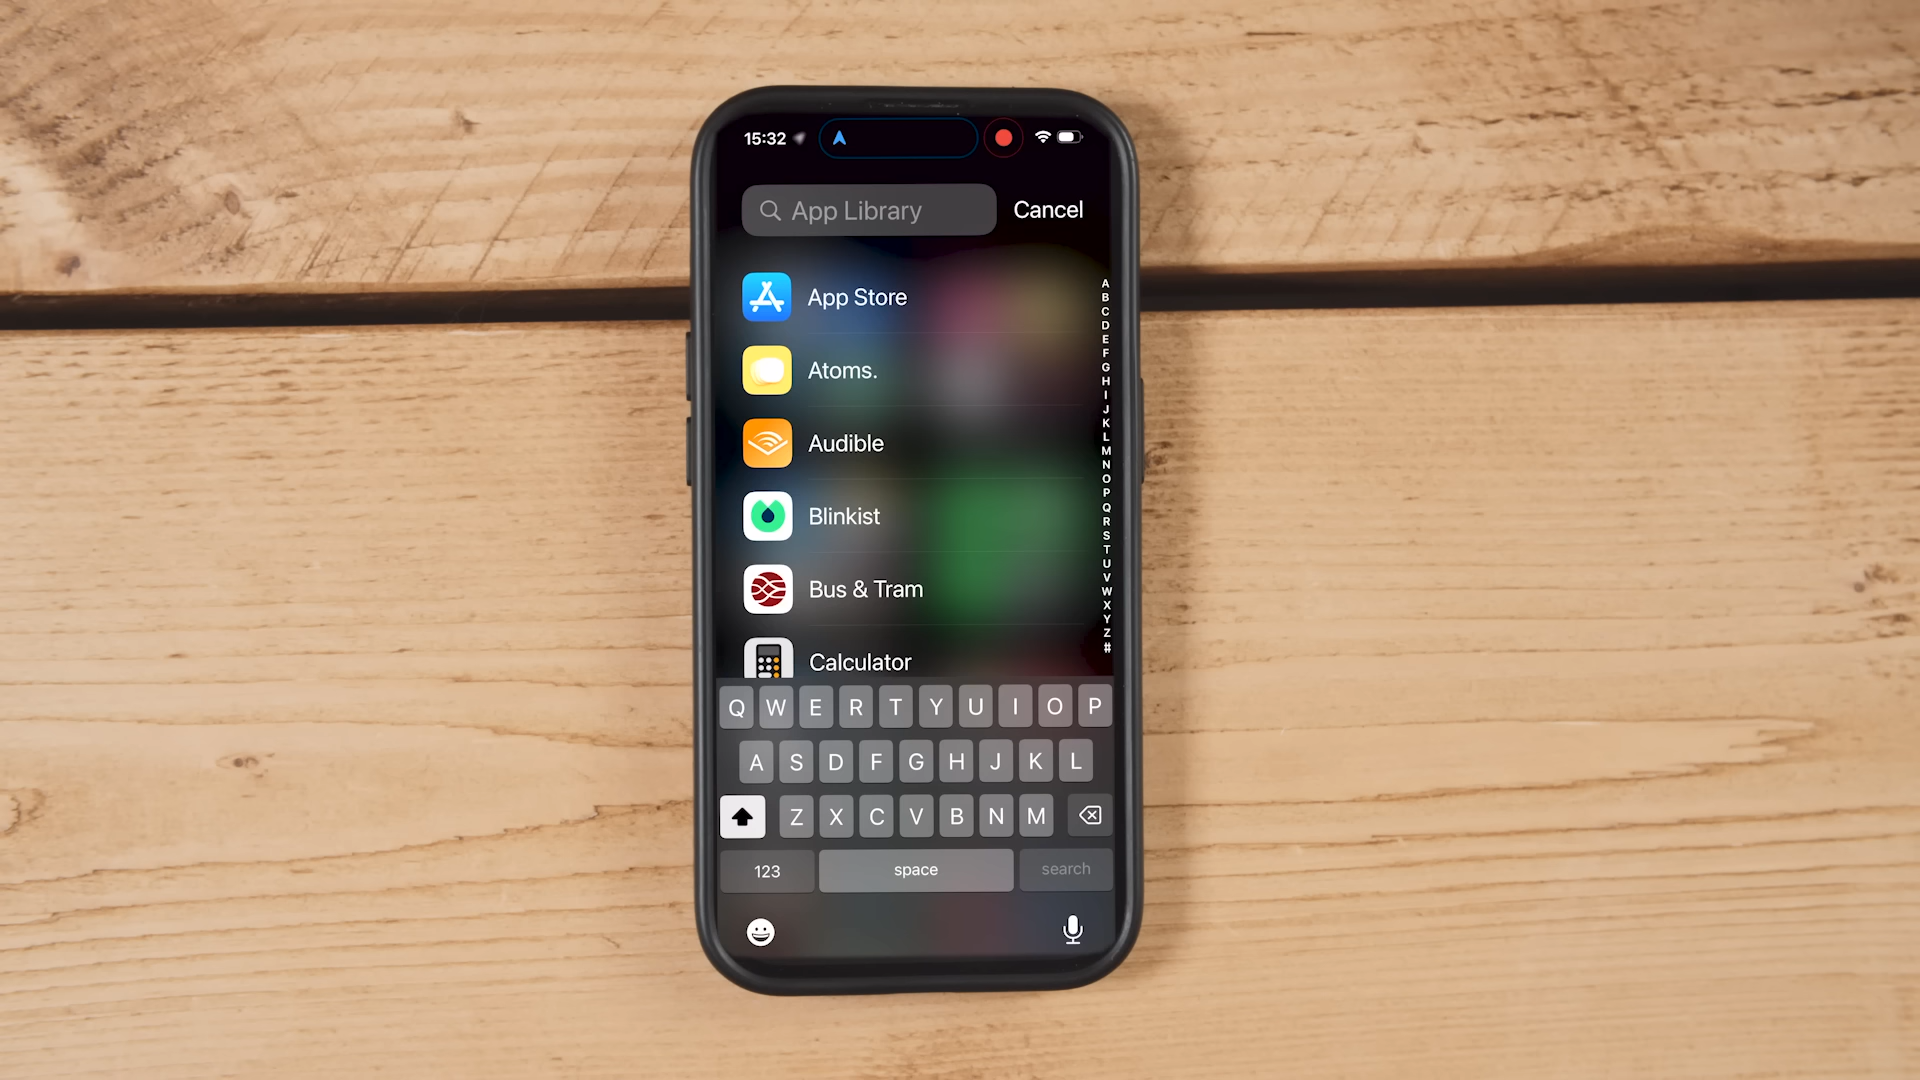 15:32
App Library Cancel
App Store
Atoms.
Audible
Blinkist
Bus & Tram
Calculator
A
B
C
D
E
F
G
H
I
J
K
L
M
N
O
P
Q
R
S
T
U
V
W
X
Y
Z
#
Q W E R T Y U I O P
A S D F G H J K L
Z X C V B N M
123 space search